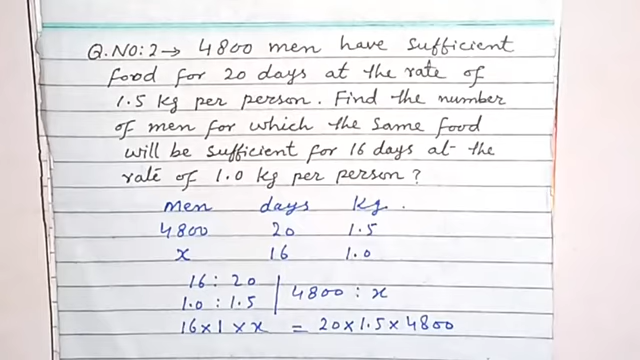 Q.NO:2→ 4800 men have sufficient
food for 20 days at the rate of
1.5 Kg per person. Find the number
of men for which the same food
will be sufficient for 16 days at the
rate of 1.0 Kg per person?
men days Kg.
4800 20 1.5
x 16 1.0
16 : 20
1.0 : 1.5 | 4800 : x
16 x 1 x x = 20 x 1.5 x 4800